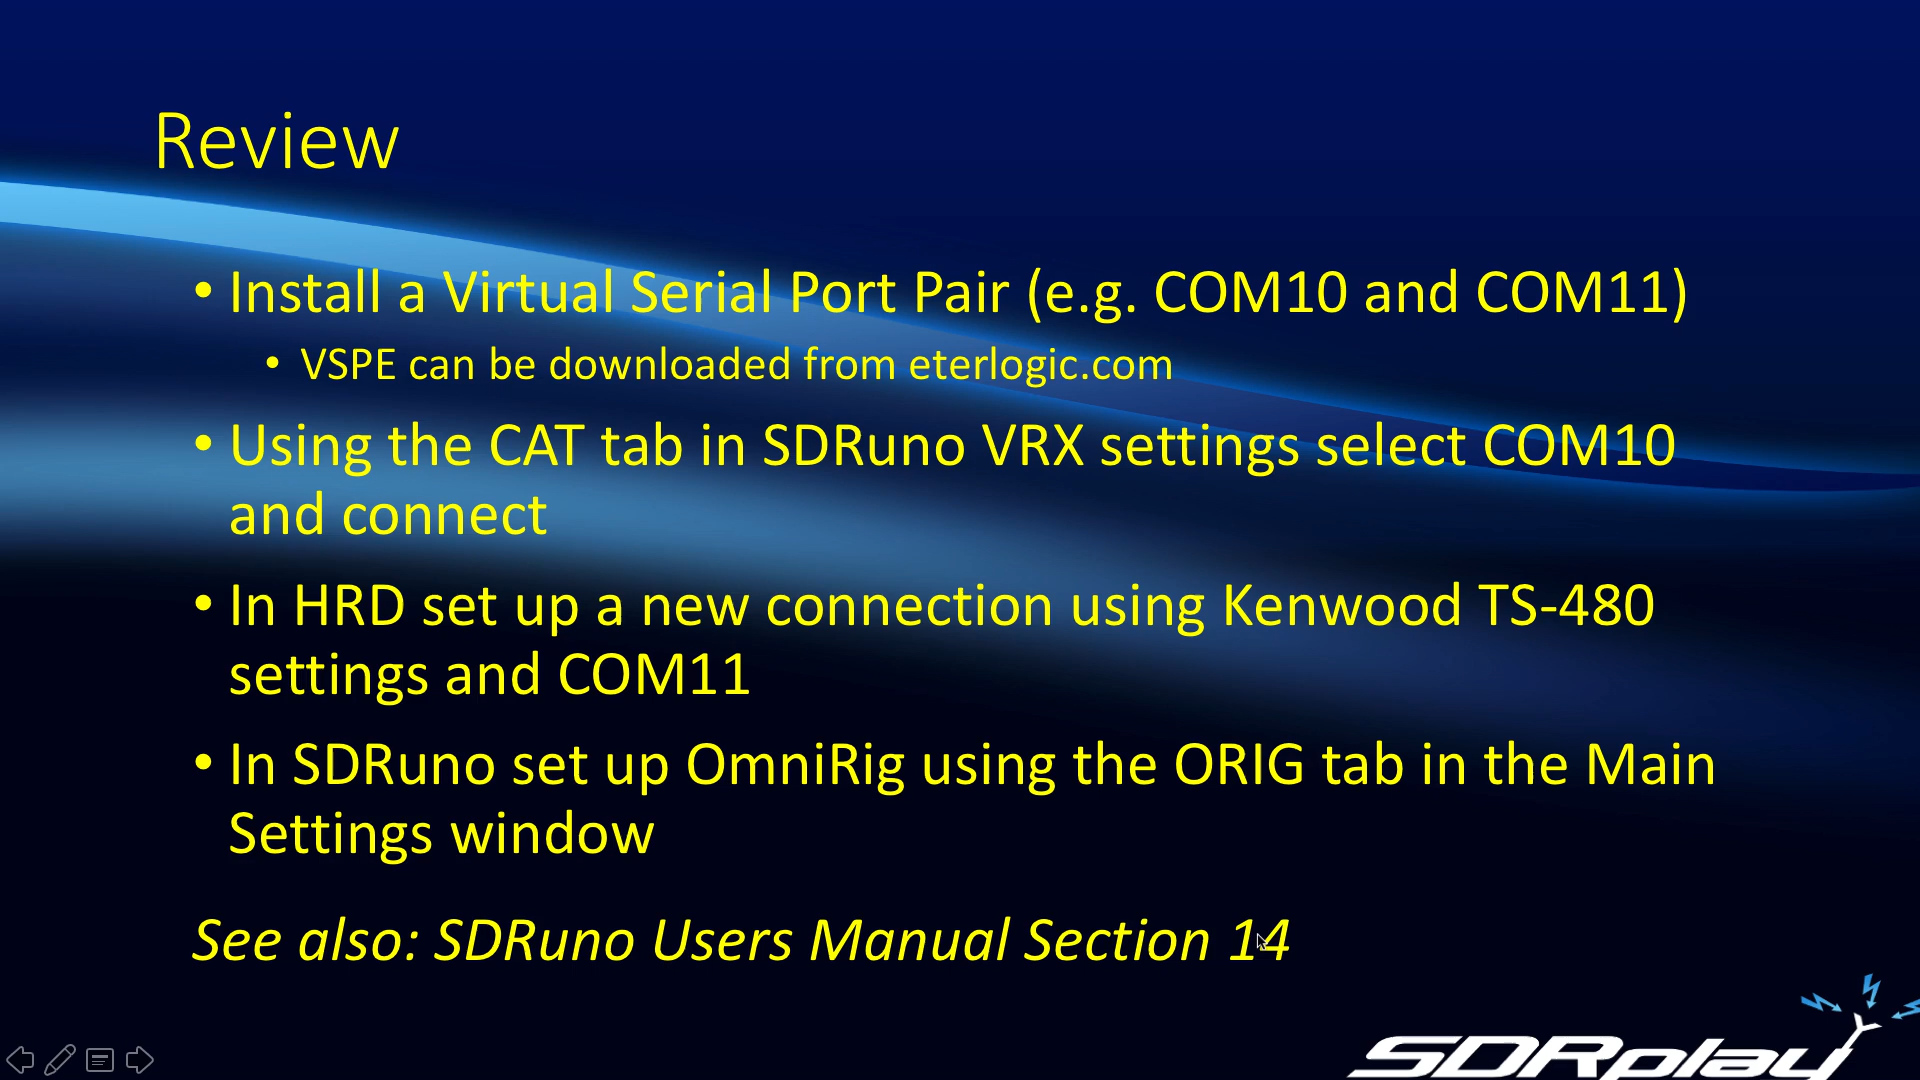 Review
• Install a Virtual Serial Port Pair (e.g. COM10 and COM11)
• VSPE can be downloaded from eterlogic.com
• Using the CAT tab in SDRuno VRX settings select COM10
and connect
• In HRD set up a new connection using Kenwood TS-480
settings and COM11
• In SDRuno set up OmniRig using the ORIG tab in the Main
Settings window
See also: SDRuno Users Manual Section 14
SDRplay